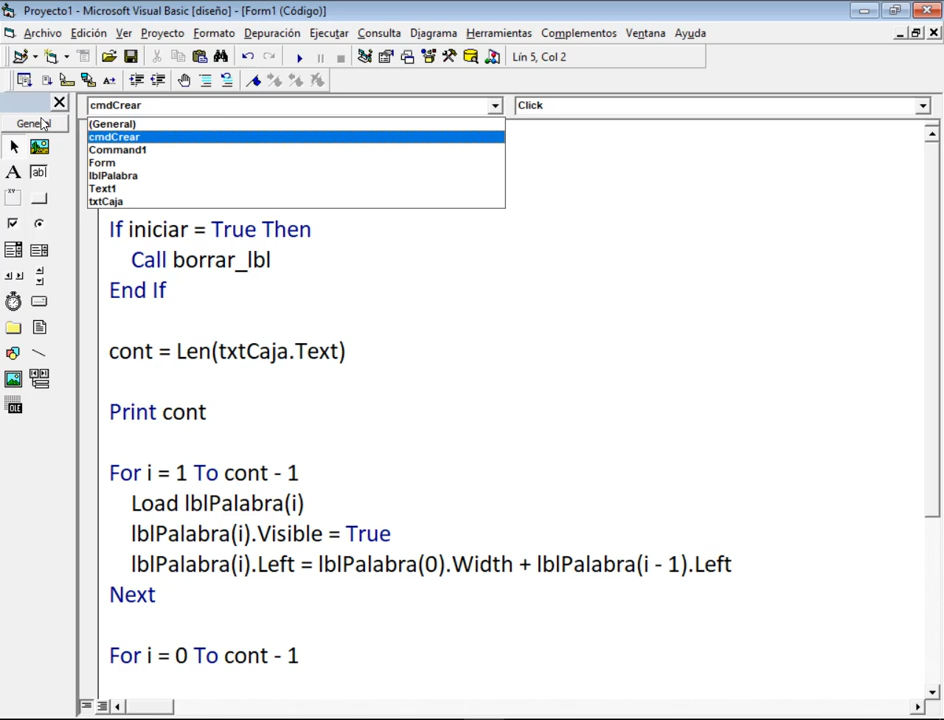 Proyecto1 - Microsoft Visual Basic [diseño] - [Form1 (Código)]
Archivo Edición Ver Proyecto Formato Depuración Ejecutar Consulta Diagrama Herramientas Complementos Ventana Ayuda
Lín 5, Col 2
cmdCrear Click
General
(General)
cmdCrear
Command1
Form
lblPalabra
Text1
txtCaja
If iniciar = True Then
Call borrar_lbl
End If
cont = Len(txtCaja.Text)
Print cont
For i = 1 To cont - 1
Load lblPalabra(i)
lblPalabra(i).Visible = True
lblPalabra(i).Left = lblPalabra(0).Width + lblPalabra(i - 1).Left
Next
For i = 0 To cont - 1